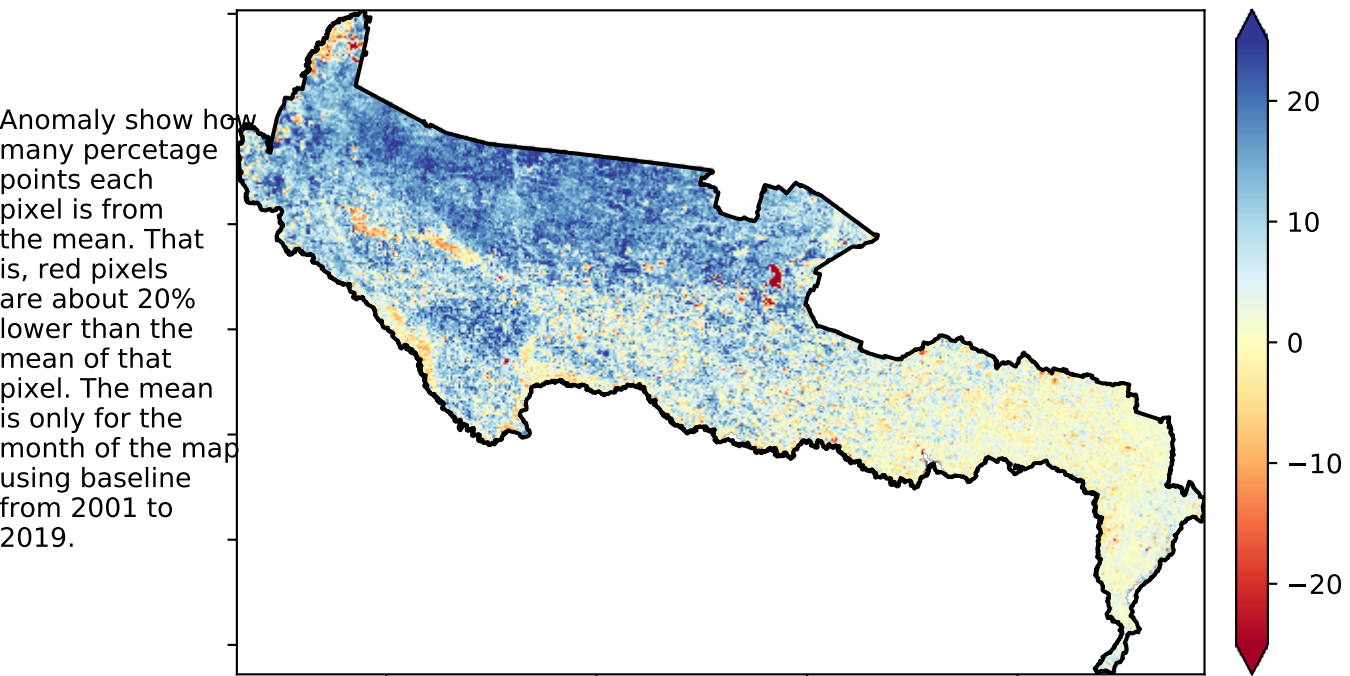 Anomaly show how
many percetage
points each
pixel is from
the mean. That
is, red pixels
are about 20%
lower than the
mean of that
pixel. The mean
is only for the
month of the map
using baseline
from 2001 to
2019.
20
10
0
−10
−20